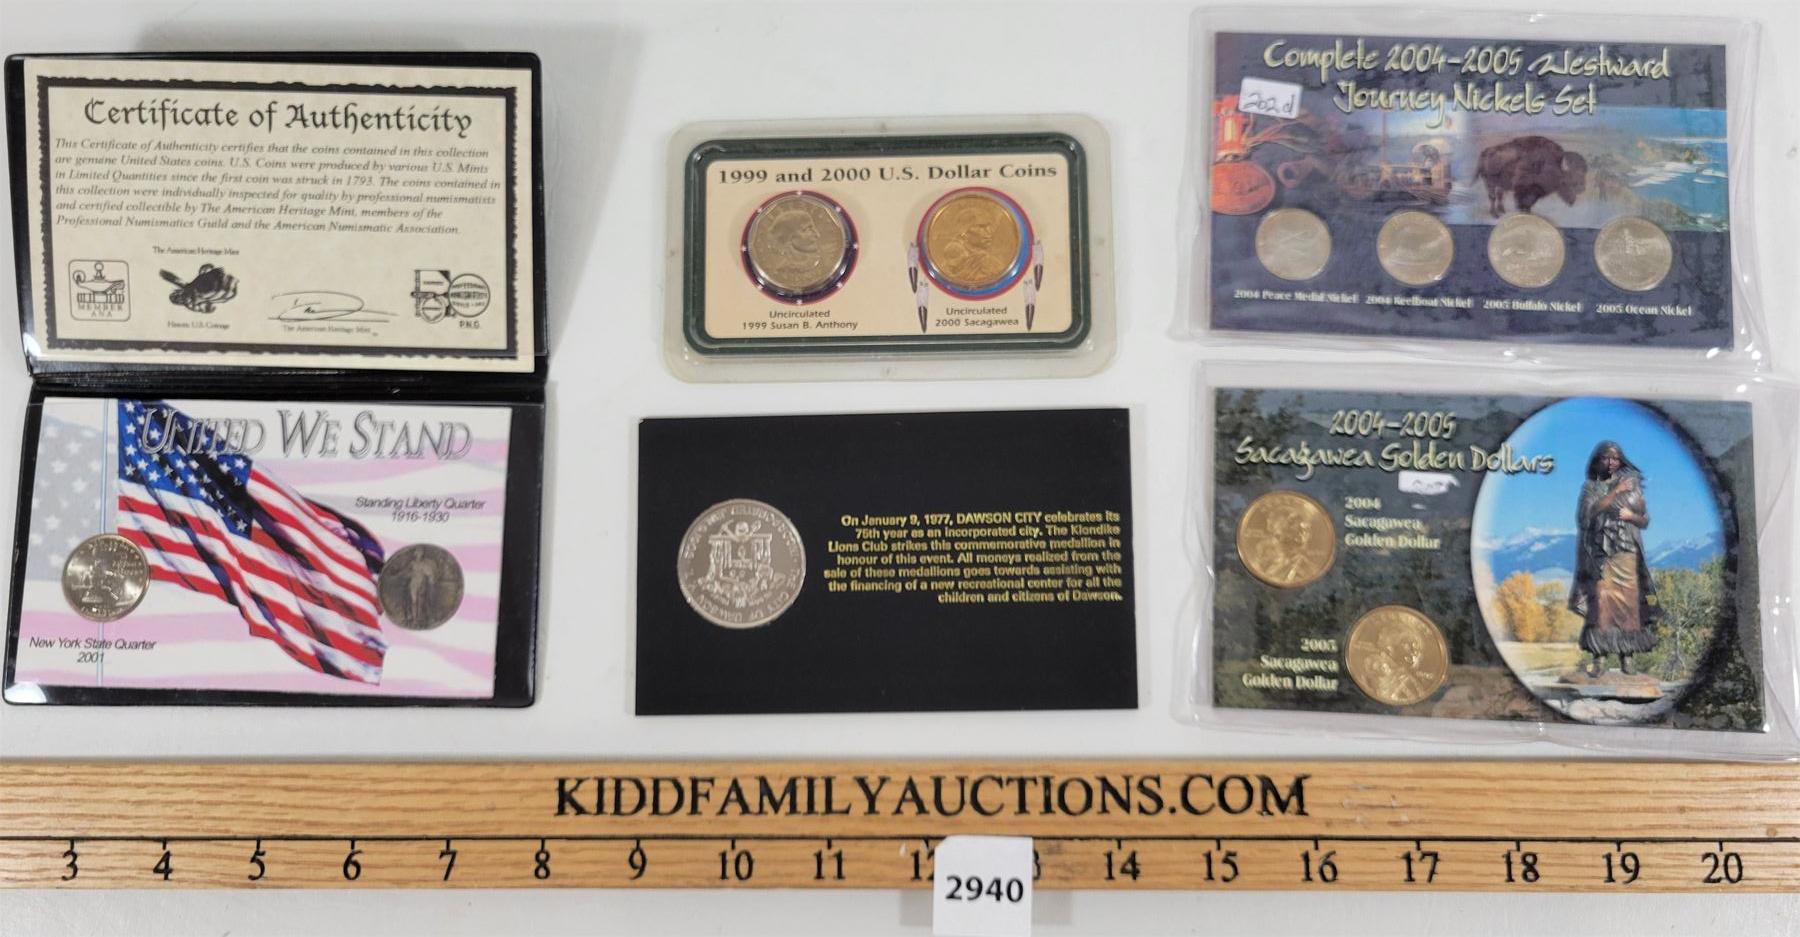 Certificate of Authenticity
This Certificate of Authenticity certifies that the coins contained in this collection
are genuine United States coins. U.S. Coins were produced by various U.S. Mints
in Limited Quantities since the first coin was struck in 1793. The coins contained in
this collection were individually inspected for quality by professional numismatists
and certified collectible by The American Heritage Mint, members of the
Professional Numismatics Guild and the American Numismatic Association.
The American Heritage Mint
MEMBER
ANA
Historic U.S. Coinage
The American Heritage Mint
P.N.G.
UNITED WE STAND
Standing Liberty Quarter
1916-1930
New York State Quarter
2001
1999 and 2000 U.S. Dollar Coins
Uncirculated
1999 Susan B. Anthony
Uncirculated
2000 Sacagawea
On January 9, 1977, DAWSON CITY celebrates its
75th year as an incorporated city. The Klondike
Lions Club strikes this commemorative medallion in
honour of this event. All moneys realized from the
sale of these medallions goes towards assisting with
the financing of a new recreational center for all the
children and citizens of Dawson.
Complete 2004-2005 Westward
Journey Nickels Set
2004 Peace Medal Nickel
2004 Keelboat Nickel
2005 Buffalo Nickel
2005 Ocean Nickel
2004-2005
Sacagawea Golden Dollars
2004
Sacagawea
Golden Dollar
2005
Sacagawea
Golden Dollar
KIDDFAMILYAUCTIONS.COM
3 4 5 6 7 8 9 10 11 12 13 14 15 16 17 18 19 20
2940